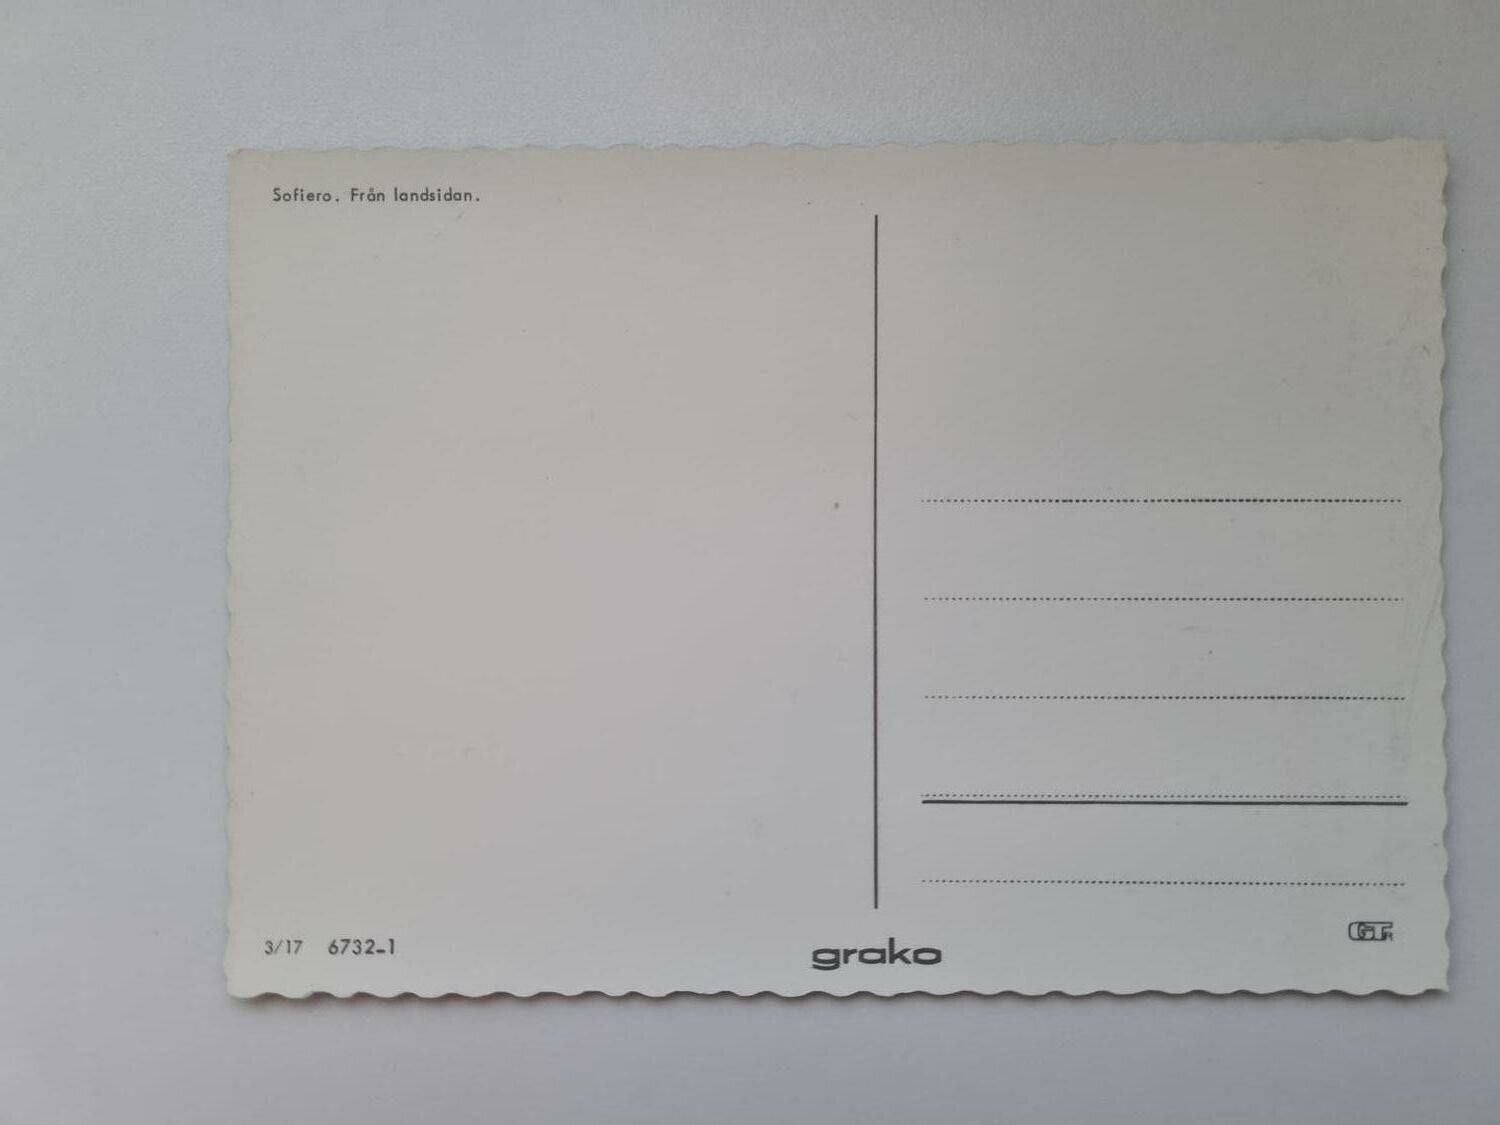 Sofiero. Från landsidan.
3/17 6732-1
grako